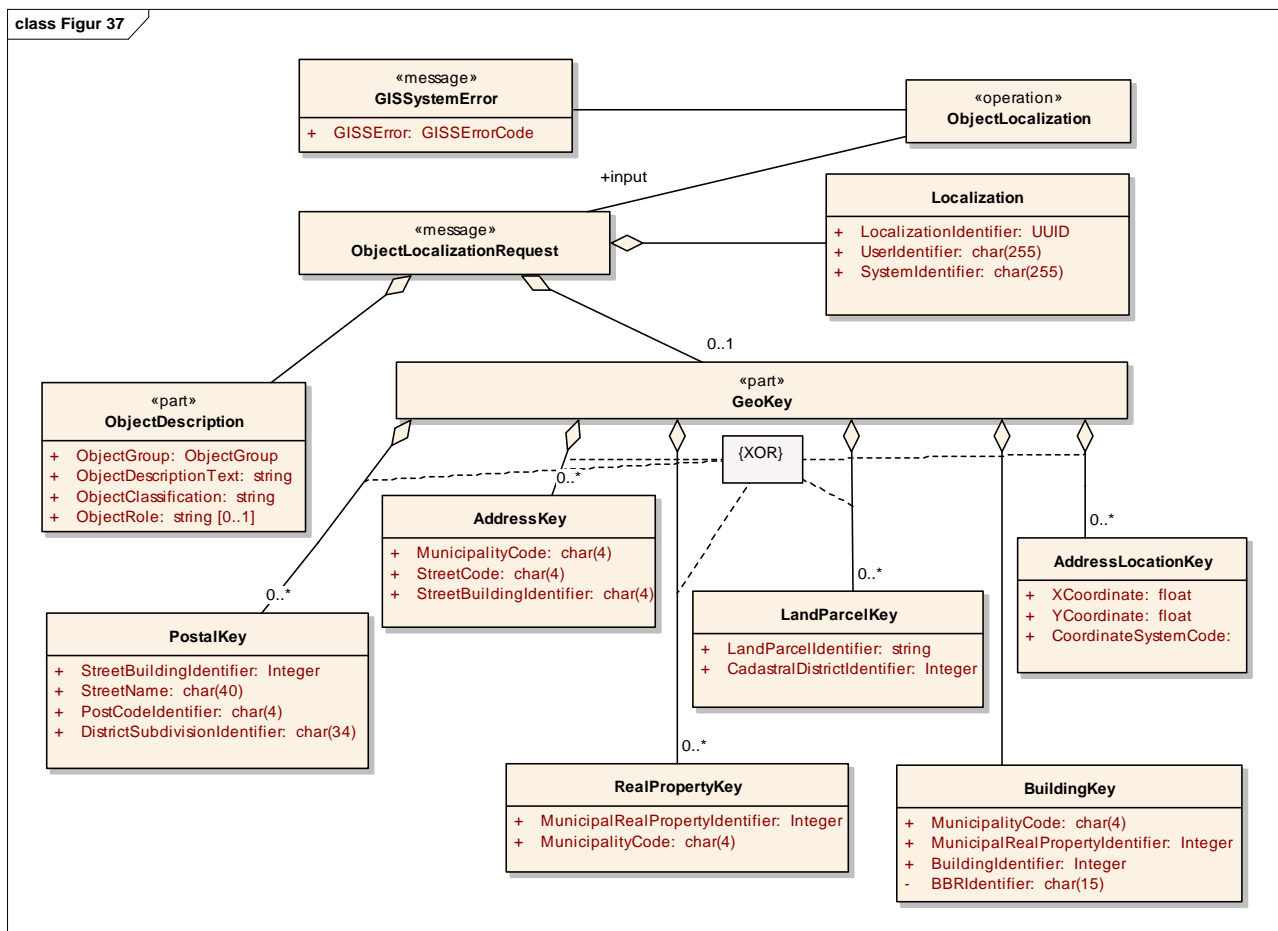 class Figur 37
«message»
GISSystemError
+ GISSError: GISSErrorCode
«operation»
ObjectLocalization
+input
«message»
ObjectLocalizationRequest
Localization
+ LocalizationIdentifier: UUID
+ UserIdentifier: char(255)
+ SystemIdentifier: char(255)
0..1
«part»
GeoKey
«part»
ObjectDescription
+ ObjectGroup: ObjectGroup
+ ObjectDescriptionText: string
+ ObjectClassification: string
+ ObjectRole: string [0..1]
{XOR}
0..*
AddressKey
+ MunicipalityCode: char(4)
+ StreetCode: char(4)
+ StreetBuildingIdentifier: char(4)
0..*
AddressLocationKey
+ XCoordinate: float
+ YCoordinate: float
+ CoordinateSystemCode:
0..*
LandParcelKey
+ LandParcelIdentifier: string
+ CadastralDistrictIdentifier: Integer
0..*
PostalKey
+ StreetBuildingIdentifier: Integer
+ StreetName: char(40)
+ PostCodeIdentifier: char(4)
+ DistrictSubdivisionIdentifier: char(34)
0..*
RealPropertyKey
+ MunicipalRealPropertyIdentifier: Integer
+ MunicipalityCode: char(4)
BuildingKey
+ MunicipalityCode: char(4)
+ MunicipalRealPropertyIdentifier: Integer
+ BuildingIdentifier: Integer
- BBRIdentifier: char(15)